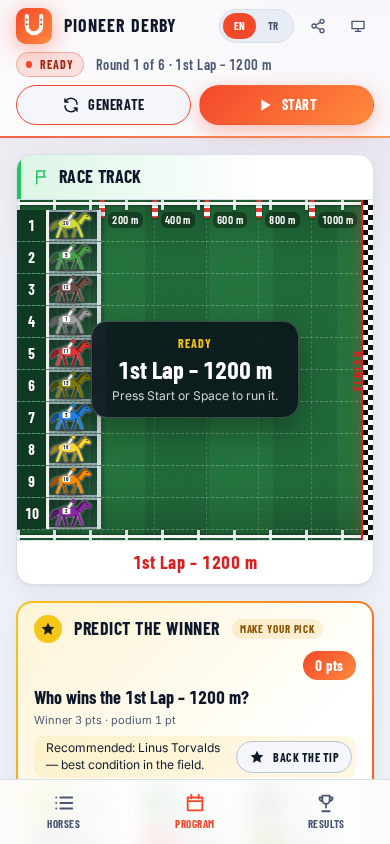 PIONEER DERBY
EN TR
READY Round 1 of 6 · 1st Lap – 1200 m
GENERATE START
RACE TRACK
200 m 400 m 600 m 800 m 1000 m
1
2
3
4
5
6
7
8
9
10
READY
1st Lap – 1200 m
Press Start or Space to run it.
1st Lap – 1200 m
PREDICT THE WINNER MAKE YOUR PICK
0 pts
Who wins the 1st Lap – 1200 m?
Winner 3 pts · podium 1 pt
Recommended: Linus Torvalds
— best condition in the field.
BACK THE TIP
HORSES PROGRAM RESULTS